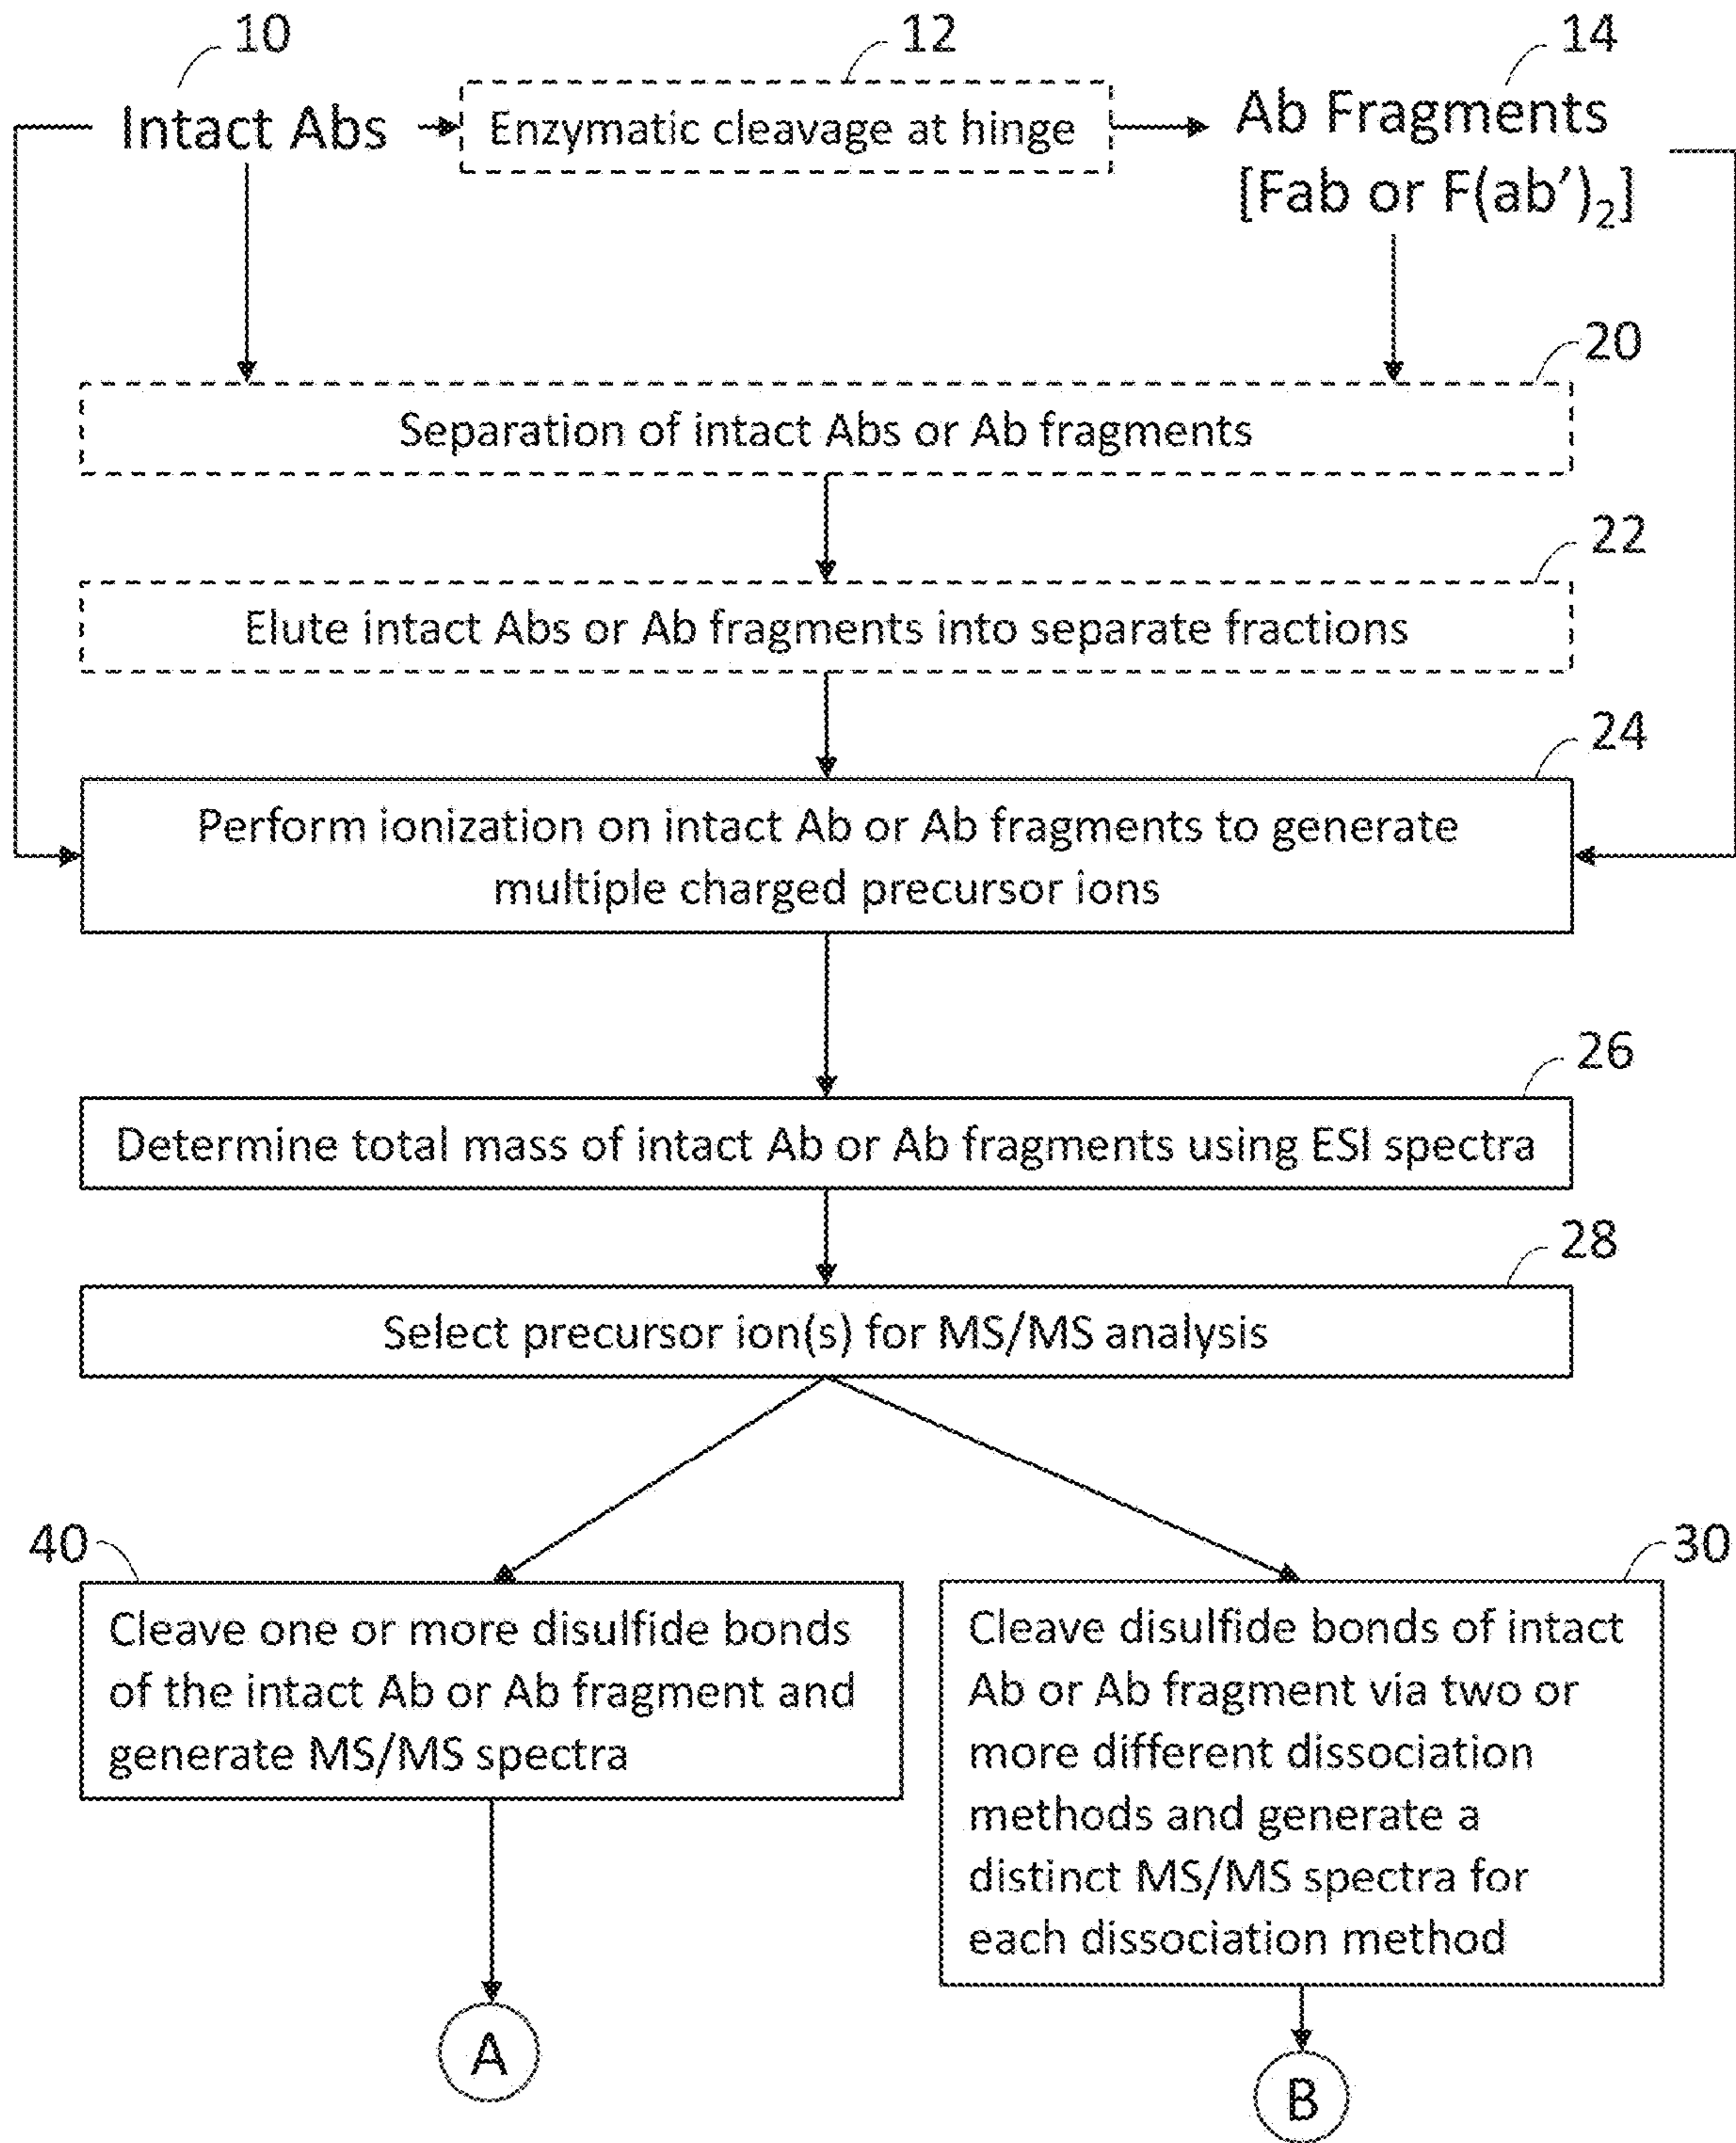 10
12
14
Intact Abs
Enzymatic cleavage at hinge
Ab Fragments
[Fab or F(ab’)₂]
20
Separation of intact Abs or Ab fragments
22
Elute intact Abs or Ab fragments into separate fractions
24
Perform ionization on intact Ab or Ab fragments to generate
multiple charged precursor ions
26
Determine total mass of intact Ab or Ab fragments using ESI spectra
28
Select precursor ion(s) for MS/MS analysis
40
Cleave one or more disulfide bonds
of the intact Ab or Ab fragment and
generate MS/MS spectra
A
30
Cleave disulfide bonds of intact
Ab or Ab fragment via two or
more different dissociation
methods and generate a
distinct MS/MS spectra for
each dissociation method
B